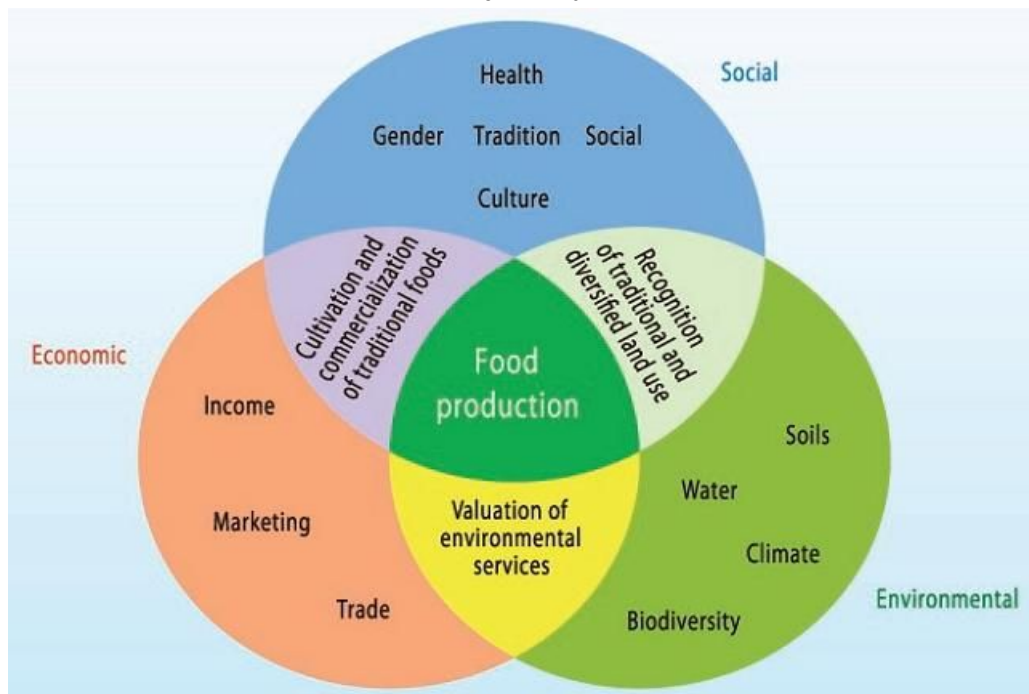 Health
Social
Gender Tradition Social
Culture
Cultivation and
commercialization
of traditional foods
Recognition
of traditional and
diversified land use
Economic
Food
production
Income
Soils
Water
Marketing
Valuation of
environmental
services
Climate
Trade
Biodiversity
Environmental